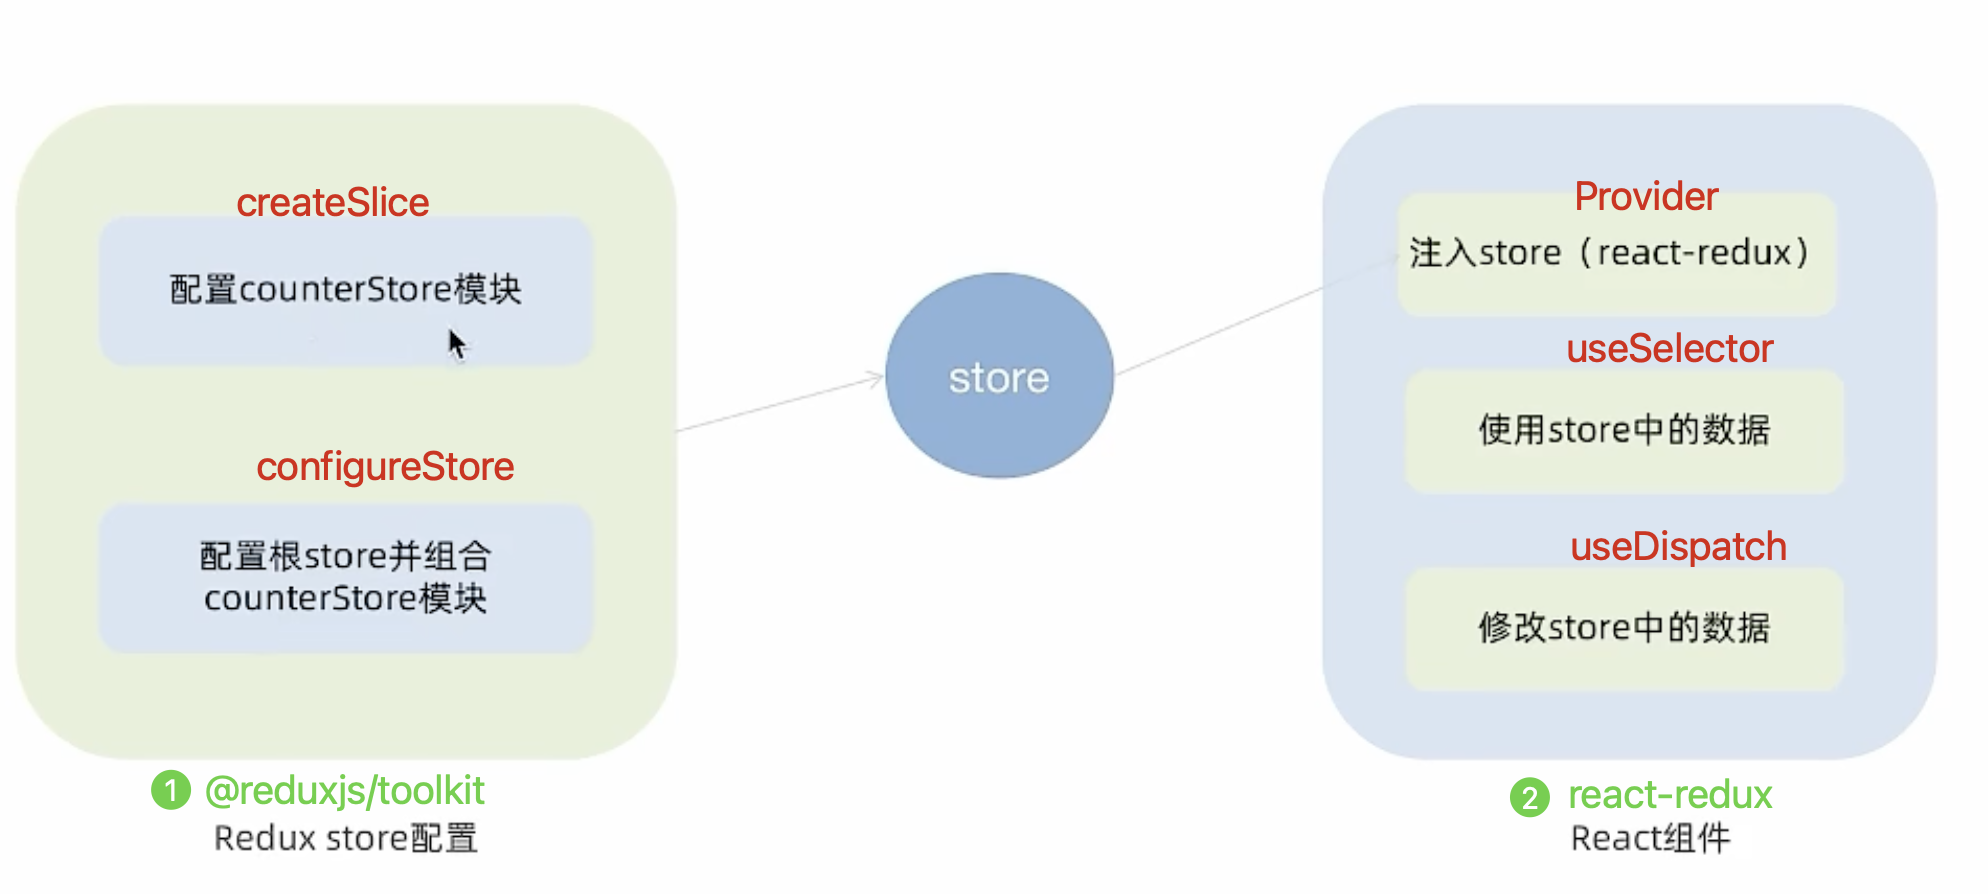 createSlice
配置counterStore模块
configureStore
配置根store并组合
counterStore模块
1 @reduxjs/toolkit
Redux store配置
store
Provider
注入store（react-redux）
useSelector
使用store中的数据
useDispatch
修改store中的数据
2 react-redux
React组件